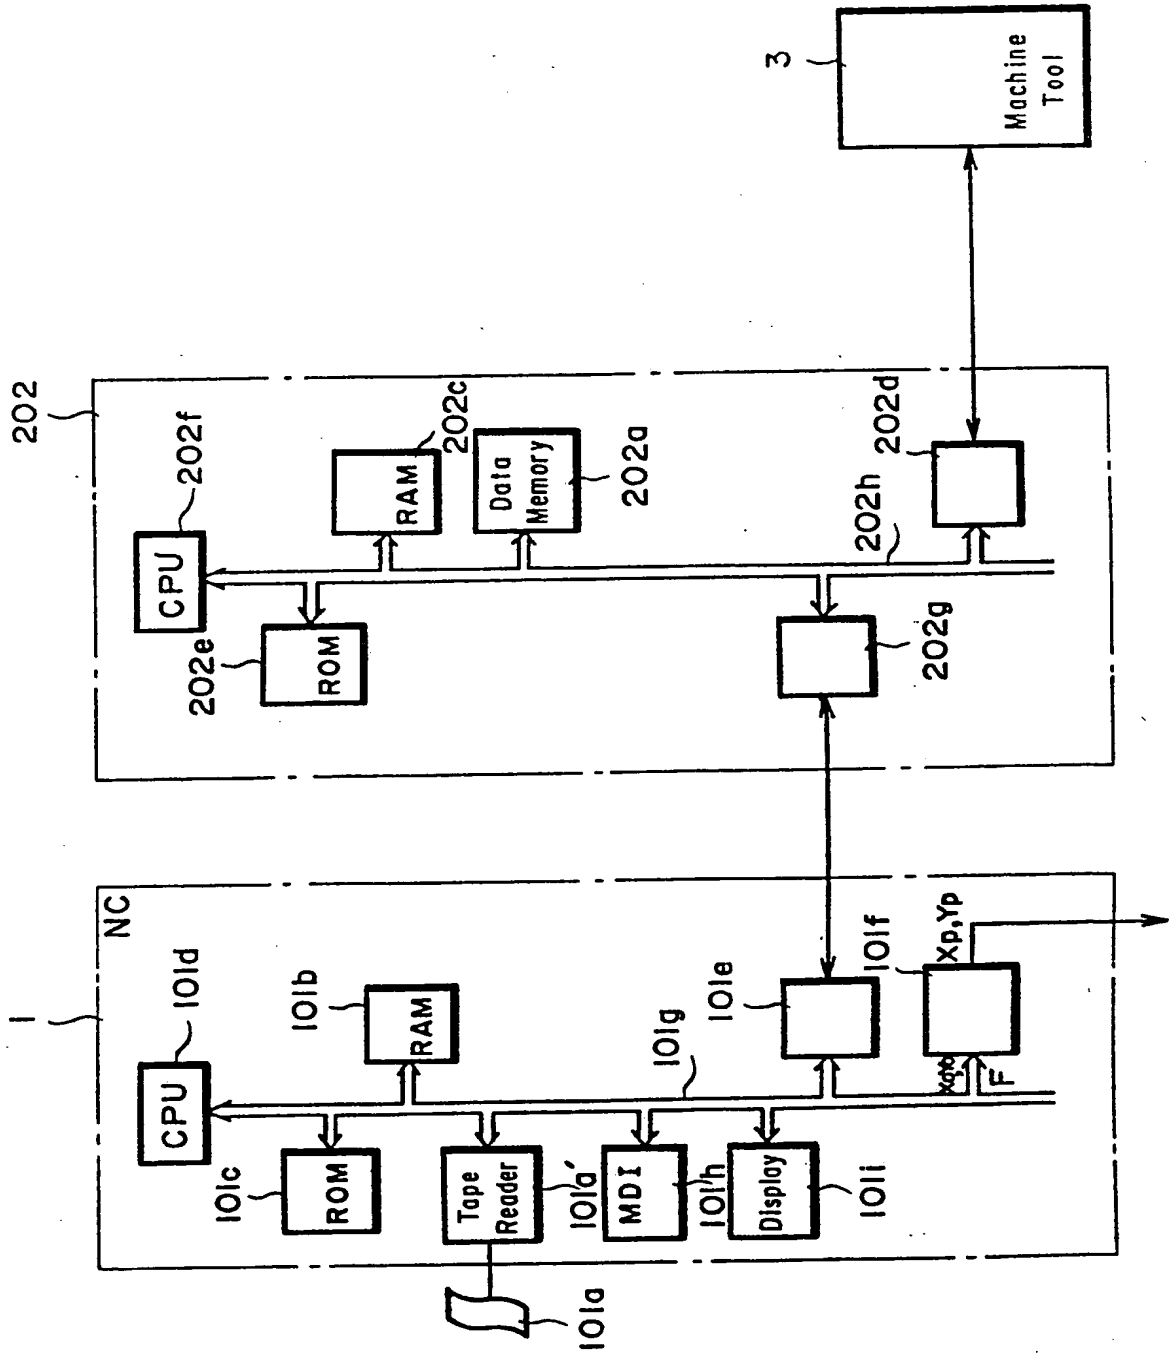 1
NC
CPU
101d
101c
ROM
101b
RAM
Tape
Reader
101a'
101a
MDI
101h
Display
101i
101g
101e
101f
F
Xp,Yp
202
CPU
202f
202e
ROM
RAM
202c
Data
Memory
202a
202h
202g
202d
3
Machine
Tool